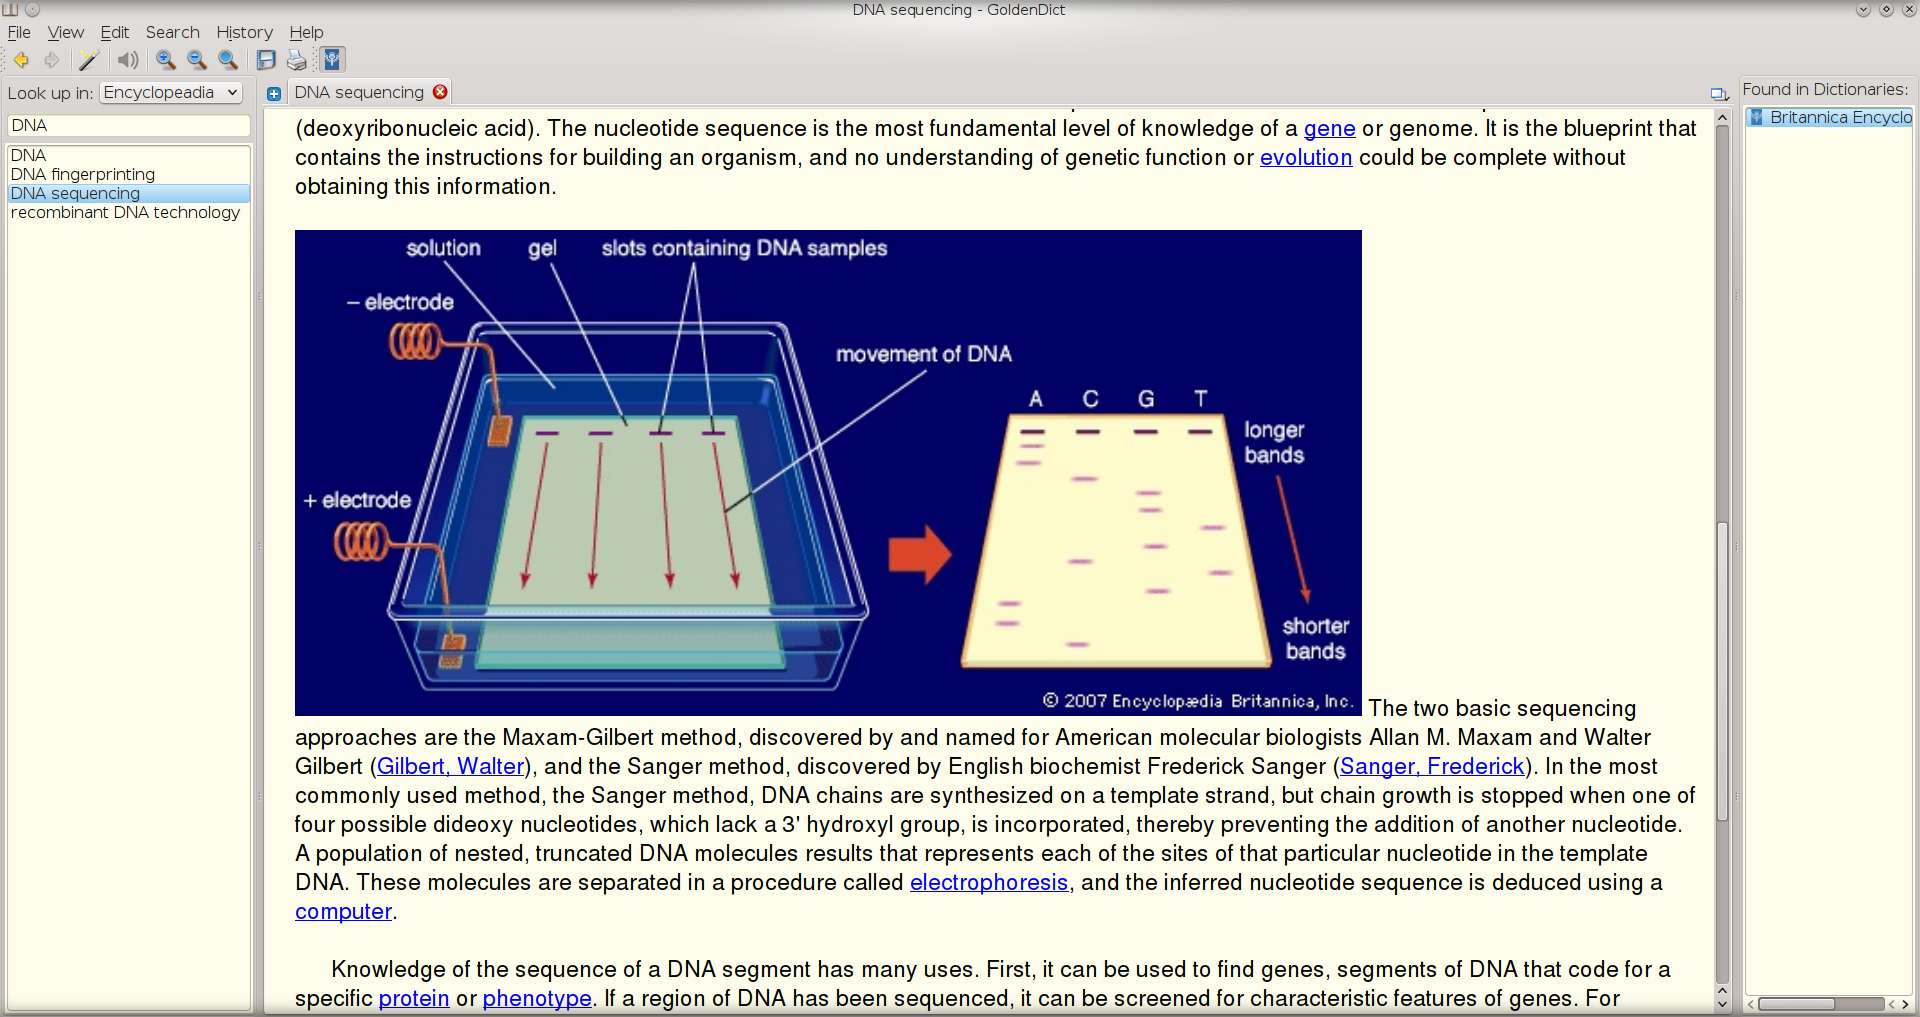 DNA sequencing - GoldenDict
File View Edit Search History Help
Look up in: Encyclopeadia
DNA
DNA
DNA fingerprinting
DNA sequencing
recombinant DNA technology
DNA sequencing
(deoxyribonucleic acid). The nucleotide sequence is the most fundamental level of knowledge of a gene or genome. It is the blueprint that
contains the instructions for building an organism, and no understanding of genetic function or evolution could be complete without
obtaining this information.
solution gel slots containing DNA samples
– electrode
movement of DNA
+ electrode
A C G T
longer
bands
shorter
bands
© 2007 Encyclopædia Britannica, Inc.
The two basic sequencing
approaches are the Maxam-Gilbert method, discovered by and named for American molecular biologists Allan M. Maxam and Walter
Gilbert (Gilbert, Walter), and the Sanger method, discovered by English biochemist Frederick Sanger (Sanger, Frederick). In the most
commonly used method, the Sanger method, DNA chains are synthesized on a template strand, but chain growth is stopped when one of
four possible dideoxy nucleotides, which lack a 3' hydroxyl group, is incorporated, thereby preventing the addition of another nucleotide.
A population of nested, truncated DNA molecules results that represents each of the sites of that particular nucleotide in the template
DNA. These molecules are separated in a procedure called electrophoresis, and the inferred nucleotide sequence is deduced using a
computer.
Knowledge of the sequence of a DNA segment has many uses. First, it can be used to find genes, segments of DNA that code for a
specific protein or phenotype. If a region of DNA has been sequenced, it can be screened for characteristic features of genes. For
Found in Dictionaries:
Britannica Encyclo